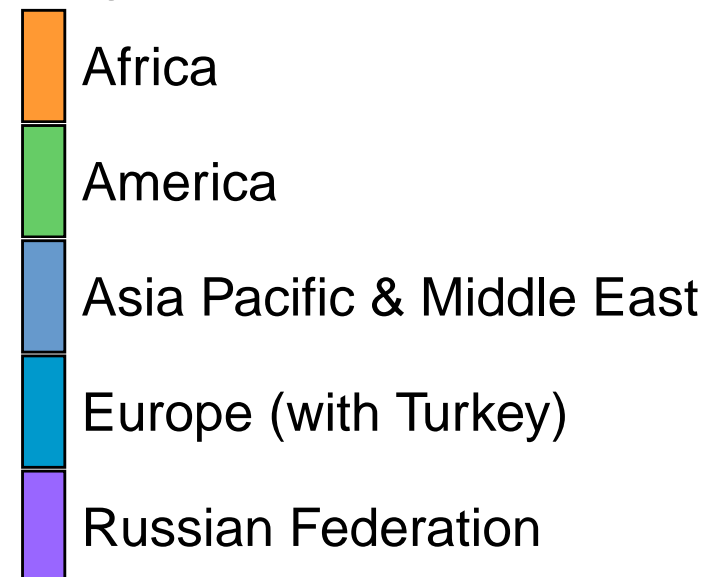 Africa
America
Asia Pacific & Middle East
Europe (with Turkey)
Russian Federation